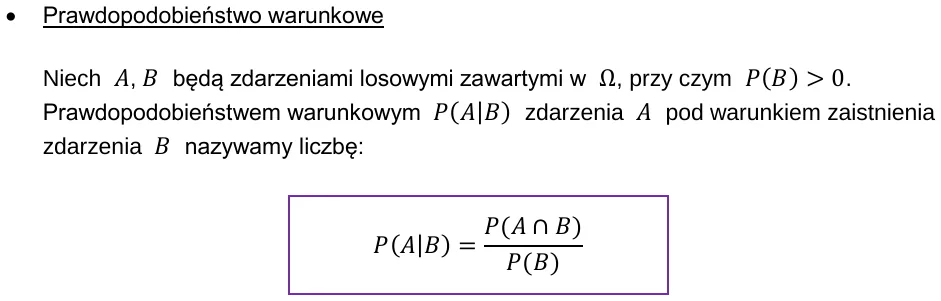 • Prawdopodobieństwo warunkowe
Niech A, B będą zdarzeniami losowymi zawartymi w Ω, przy czym P(B) > 0.
Prawdopodobieństwem warunkowym P(A|B) zdarzenia A pod warunkiem zaistnienia
zdarzenia B nazywamy liczbę:
P(A|B) = P(A ∩ B) / P(B)